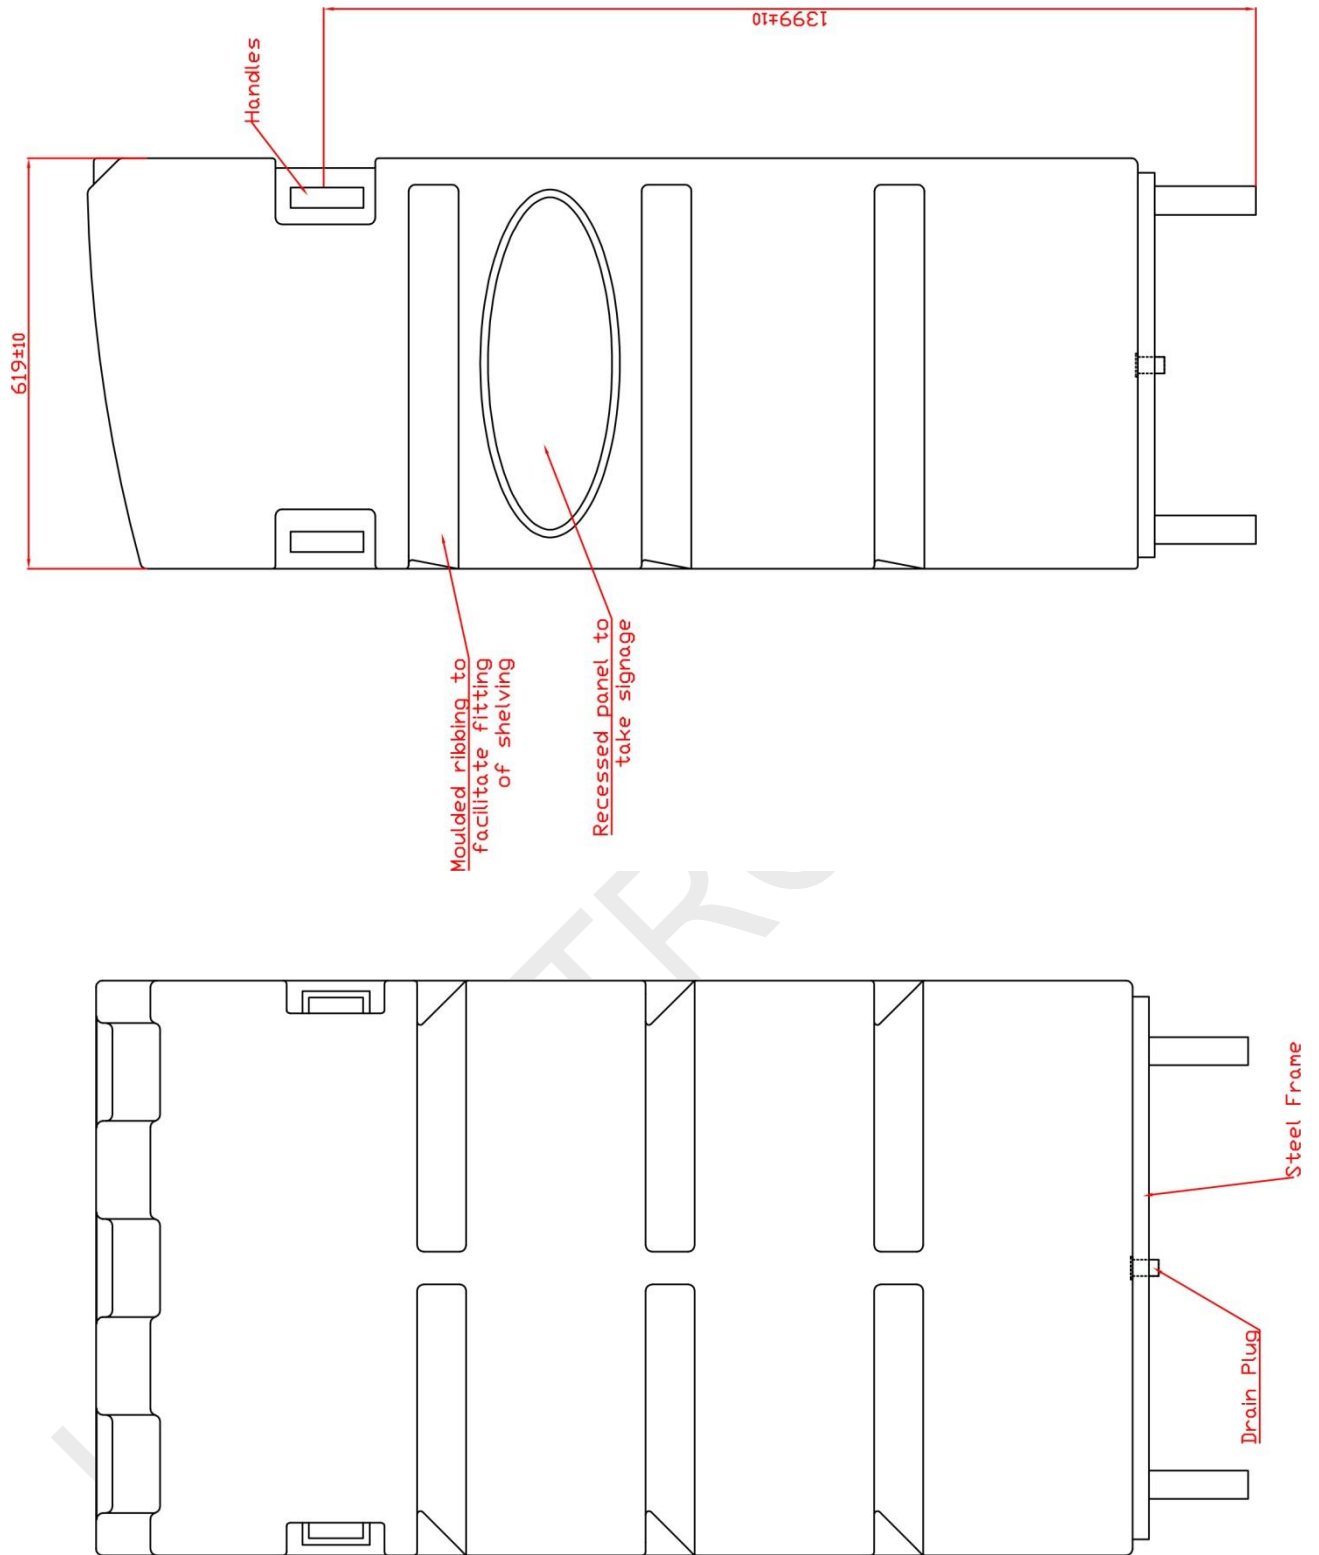 1399±10
Handles
619±10
Moulded ribbing to
facilitate fitting
of shelving
Recessed panel to
take signage
Steel Frame
Drain Plug